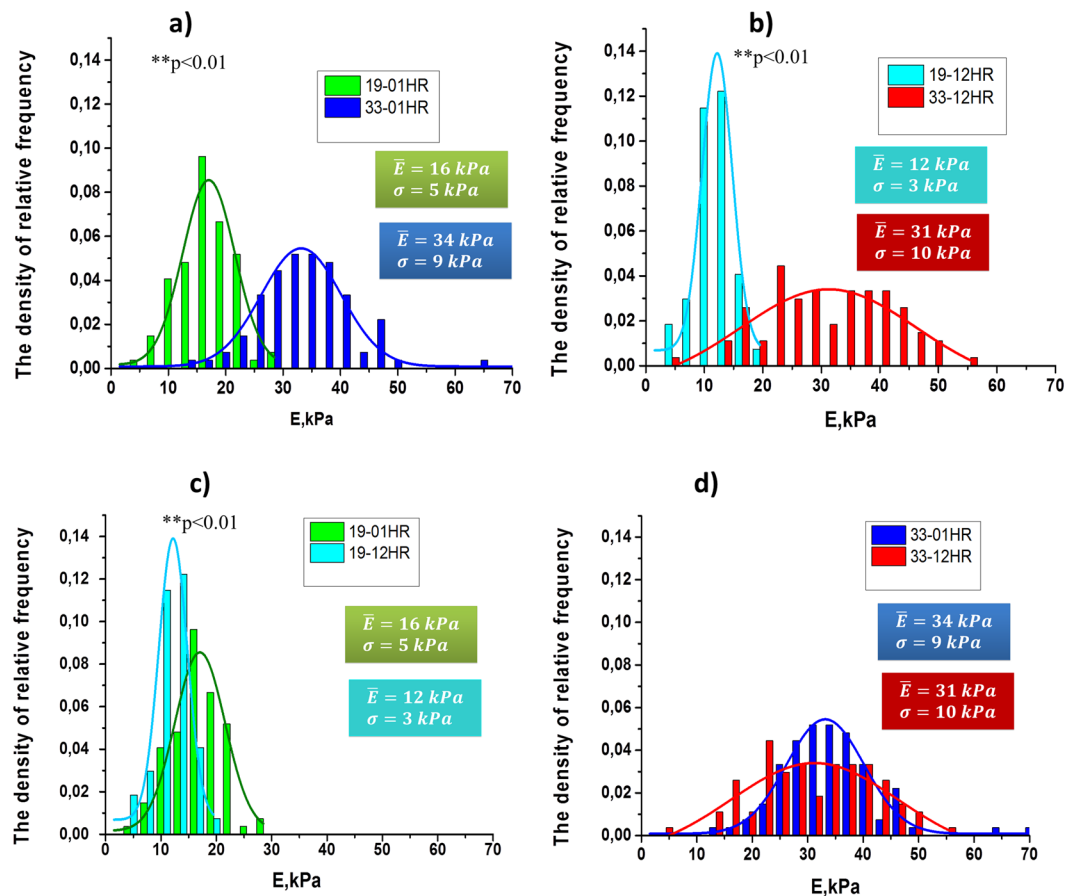 a)
The density of relative frequency
0,14
0,12
0,10
0,08
0,06
0,04
0,02
0,00
**p<0.01
19-01HR
33-01HR
E̅ = 16 kPa
σ = 5 kPa
E̅ = 34 kPa
σ = 9 kPa
0 10 20 30 40 50 60 70
E,kPa
b)
The density of relative frequency
0,14
0,12
0,10
0,08
0,06
0,04
0,02
0,00
**p<0.01
19-12HR
33-12HR
E̅ = 12 kPa
σ = 3 kPa
E̅ = 31 kPa
σ = 10 kPa
0 10 20 30 40 50 60 70
E,kPa
c)
The density of relative frequency
0,14
0,12
0,10
0,08
0,06
0,04
0,02
0,00
**p<0.01
19-01HR
19-12HR
E̅ = 16 kPa
σ = 5 kPa
E̅ = 12 kPa
σ = 3 kPa
0 10 20 30 40 50 60 70
E,kPa
d)
The density of relative frequency
0,14
0,12
0,10
0,08
0,06
0,04
0,02
0,00
33-01HR
33-12HR
E̅ = 34 kPa
σ = 9 kPa
E̅ = 31 kPa
σ = 10 kPa
0 10 20 30 40 50 60 70
E,kPa